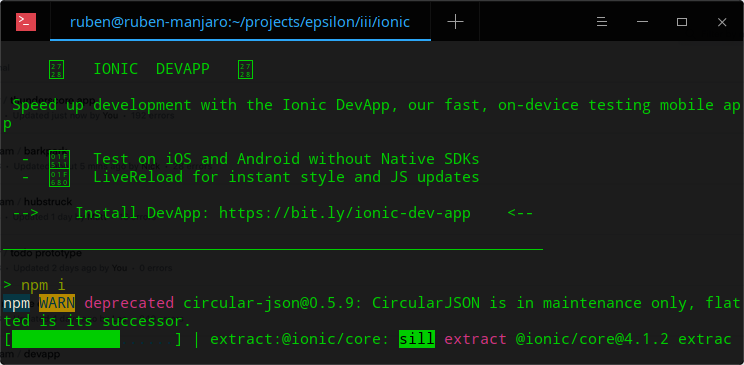 ruben@ruben-manjaro:~/projects/epsilon/iii/ionic
IONIC DEVAPP
Speed up development with the Ionic DevApp, our fast, on-device testing mobile ap
p
- Test on iOS and Android without Native SDKs
- LiveReload for instant style and JS updates
--> Install DevApp: https://bit.ly/ionic-dev-app <--
todo prototype
> npm i
npm WARN deprecated circular-json@0.5.9: CircularJSON is in maintenance only, flat
ted is its successor.
[ ] | extract:@ionic/core: sill extract @ionic/core@4.1.2 extrac
am / devapp